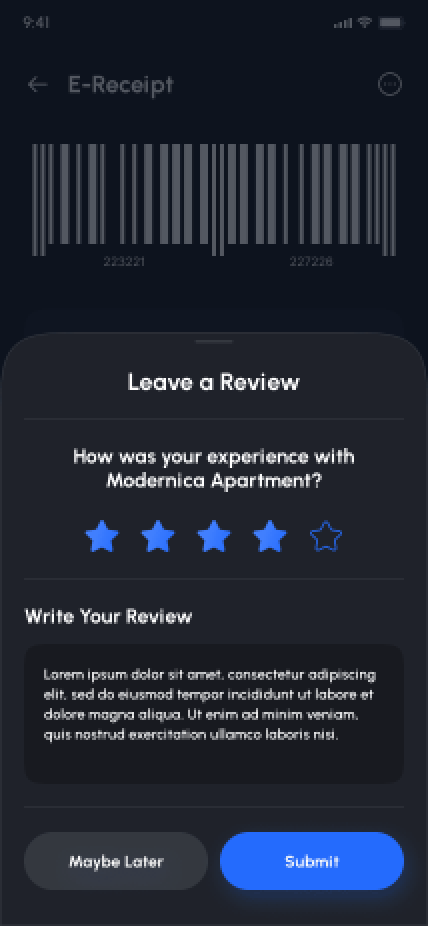 9:41
E-Receipt
223221 227226
Leave a Review
How was your experience with
Modernica Apartment?
Write Your Review
Lorem ipsum dolor sit amet, consectetur adipiscing
elit, sed do eiusmod tempor incididunt ut labore et
dolore magna aliqua. Ut enim ad minim veniam,
quis nostrud exercitation ullamco laboris nisi.
Maybe Later Submit